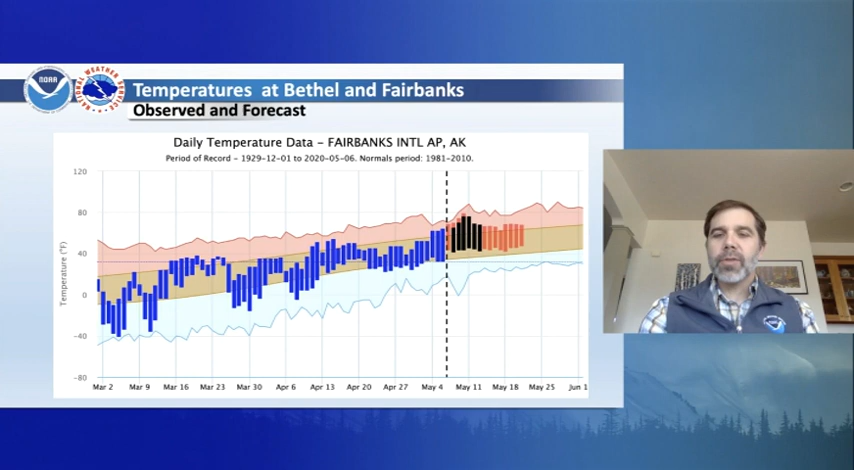 NOAA
NATIONAL WEATHER SERVICE
Temperatures at Bethel and Fairbanks
Observed and Forecast
Daily Temperature Data – FAIRBANKS INTL AP, AK
Period of Record – 1929-12-01 to 2020-05-06. Normals period: 1981-2010.
Temperature (°F)
120
80
40
0
-40
-80
Mar 2 Mar 9 Mar 16 Mar 23 Mar 30 Apr 6 Apr 13 Apr 20 Apr 27 May 4 May 11 May 18 May 25 Jun 1